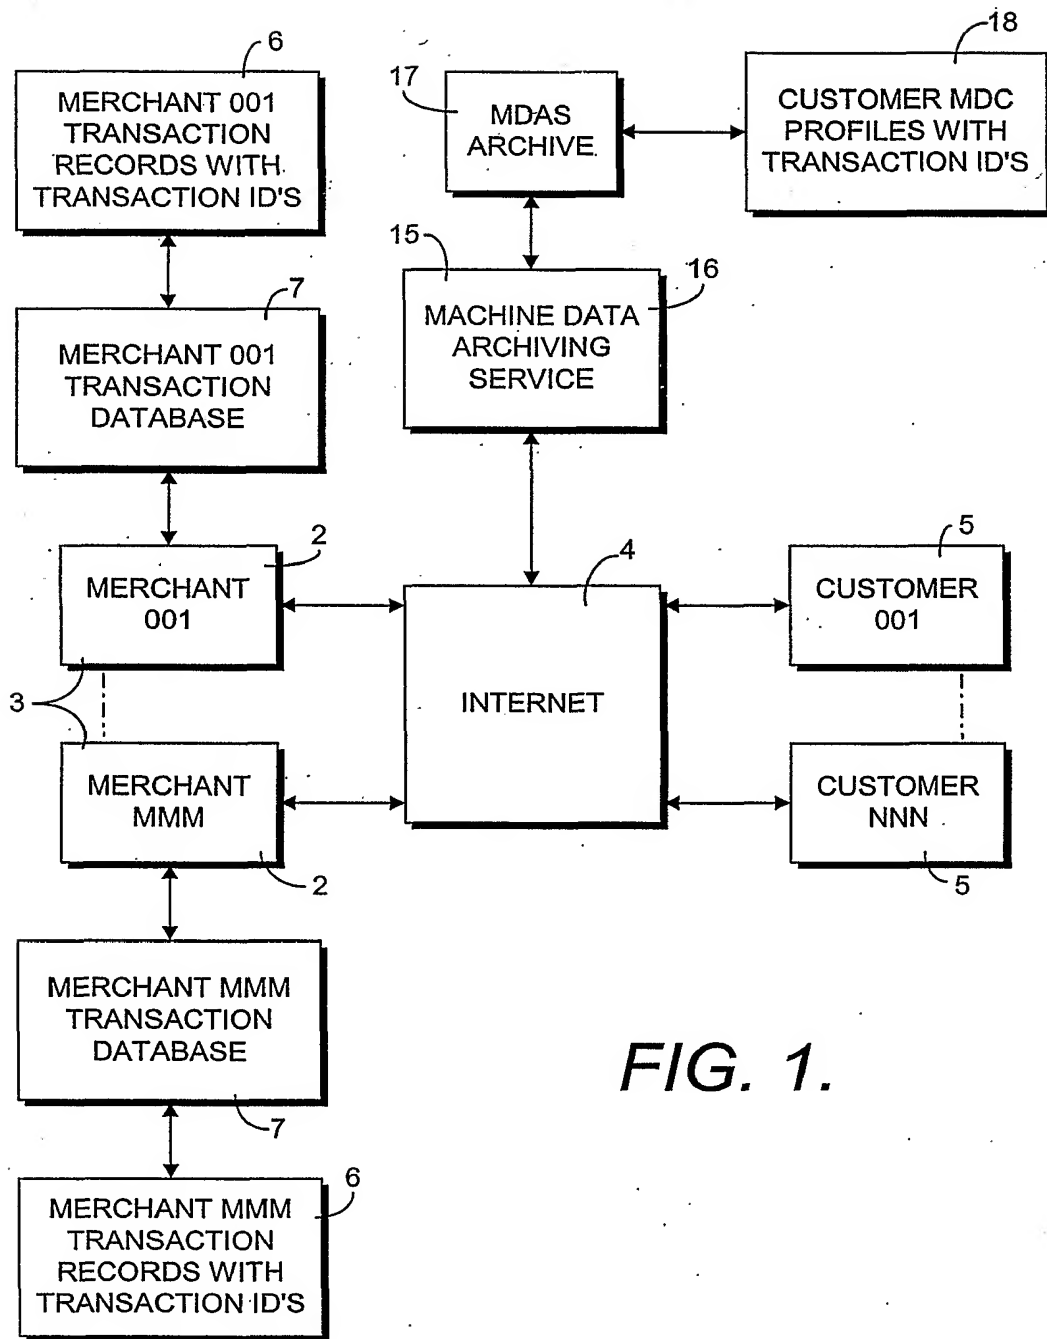 6
MERCHANT 001
TRANSACTION
RECORDS WITH
TRANSACTION ID'S
17
MDAS
ARCHIVE
18
CUSTOMER MDC
PROFILES WITH
TRANSACTION ID'S
7
MERCHANT 001
TRANSACTION
DATABASE
15
16
MACHINE DATA
ARCHIVING
SERVICE
2
MERCHANT
001
4
INTERNET
5
CUSTOMER
001
3
MERCHANT
MMM
2
CUSTOMER
NNN
5
MERCHANT MMM
TRANSACTION
DATABASE
7
FIG. 1.
6
MERCHANT MMM
TRANSACTION
RECORDS WITH
TRANSACTION ID'S